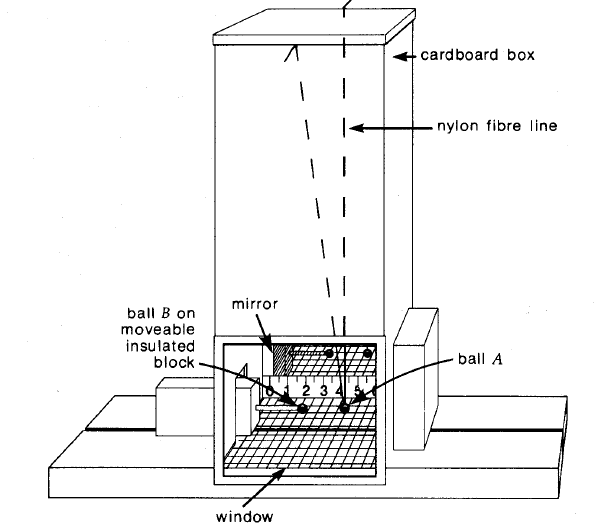 cardboard box
nylon fibre line
mirror
ball B on
moveable
insulated
block
ball A
0 1 2 3 4 5
window